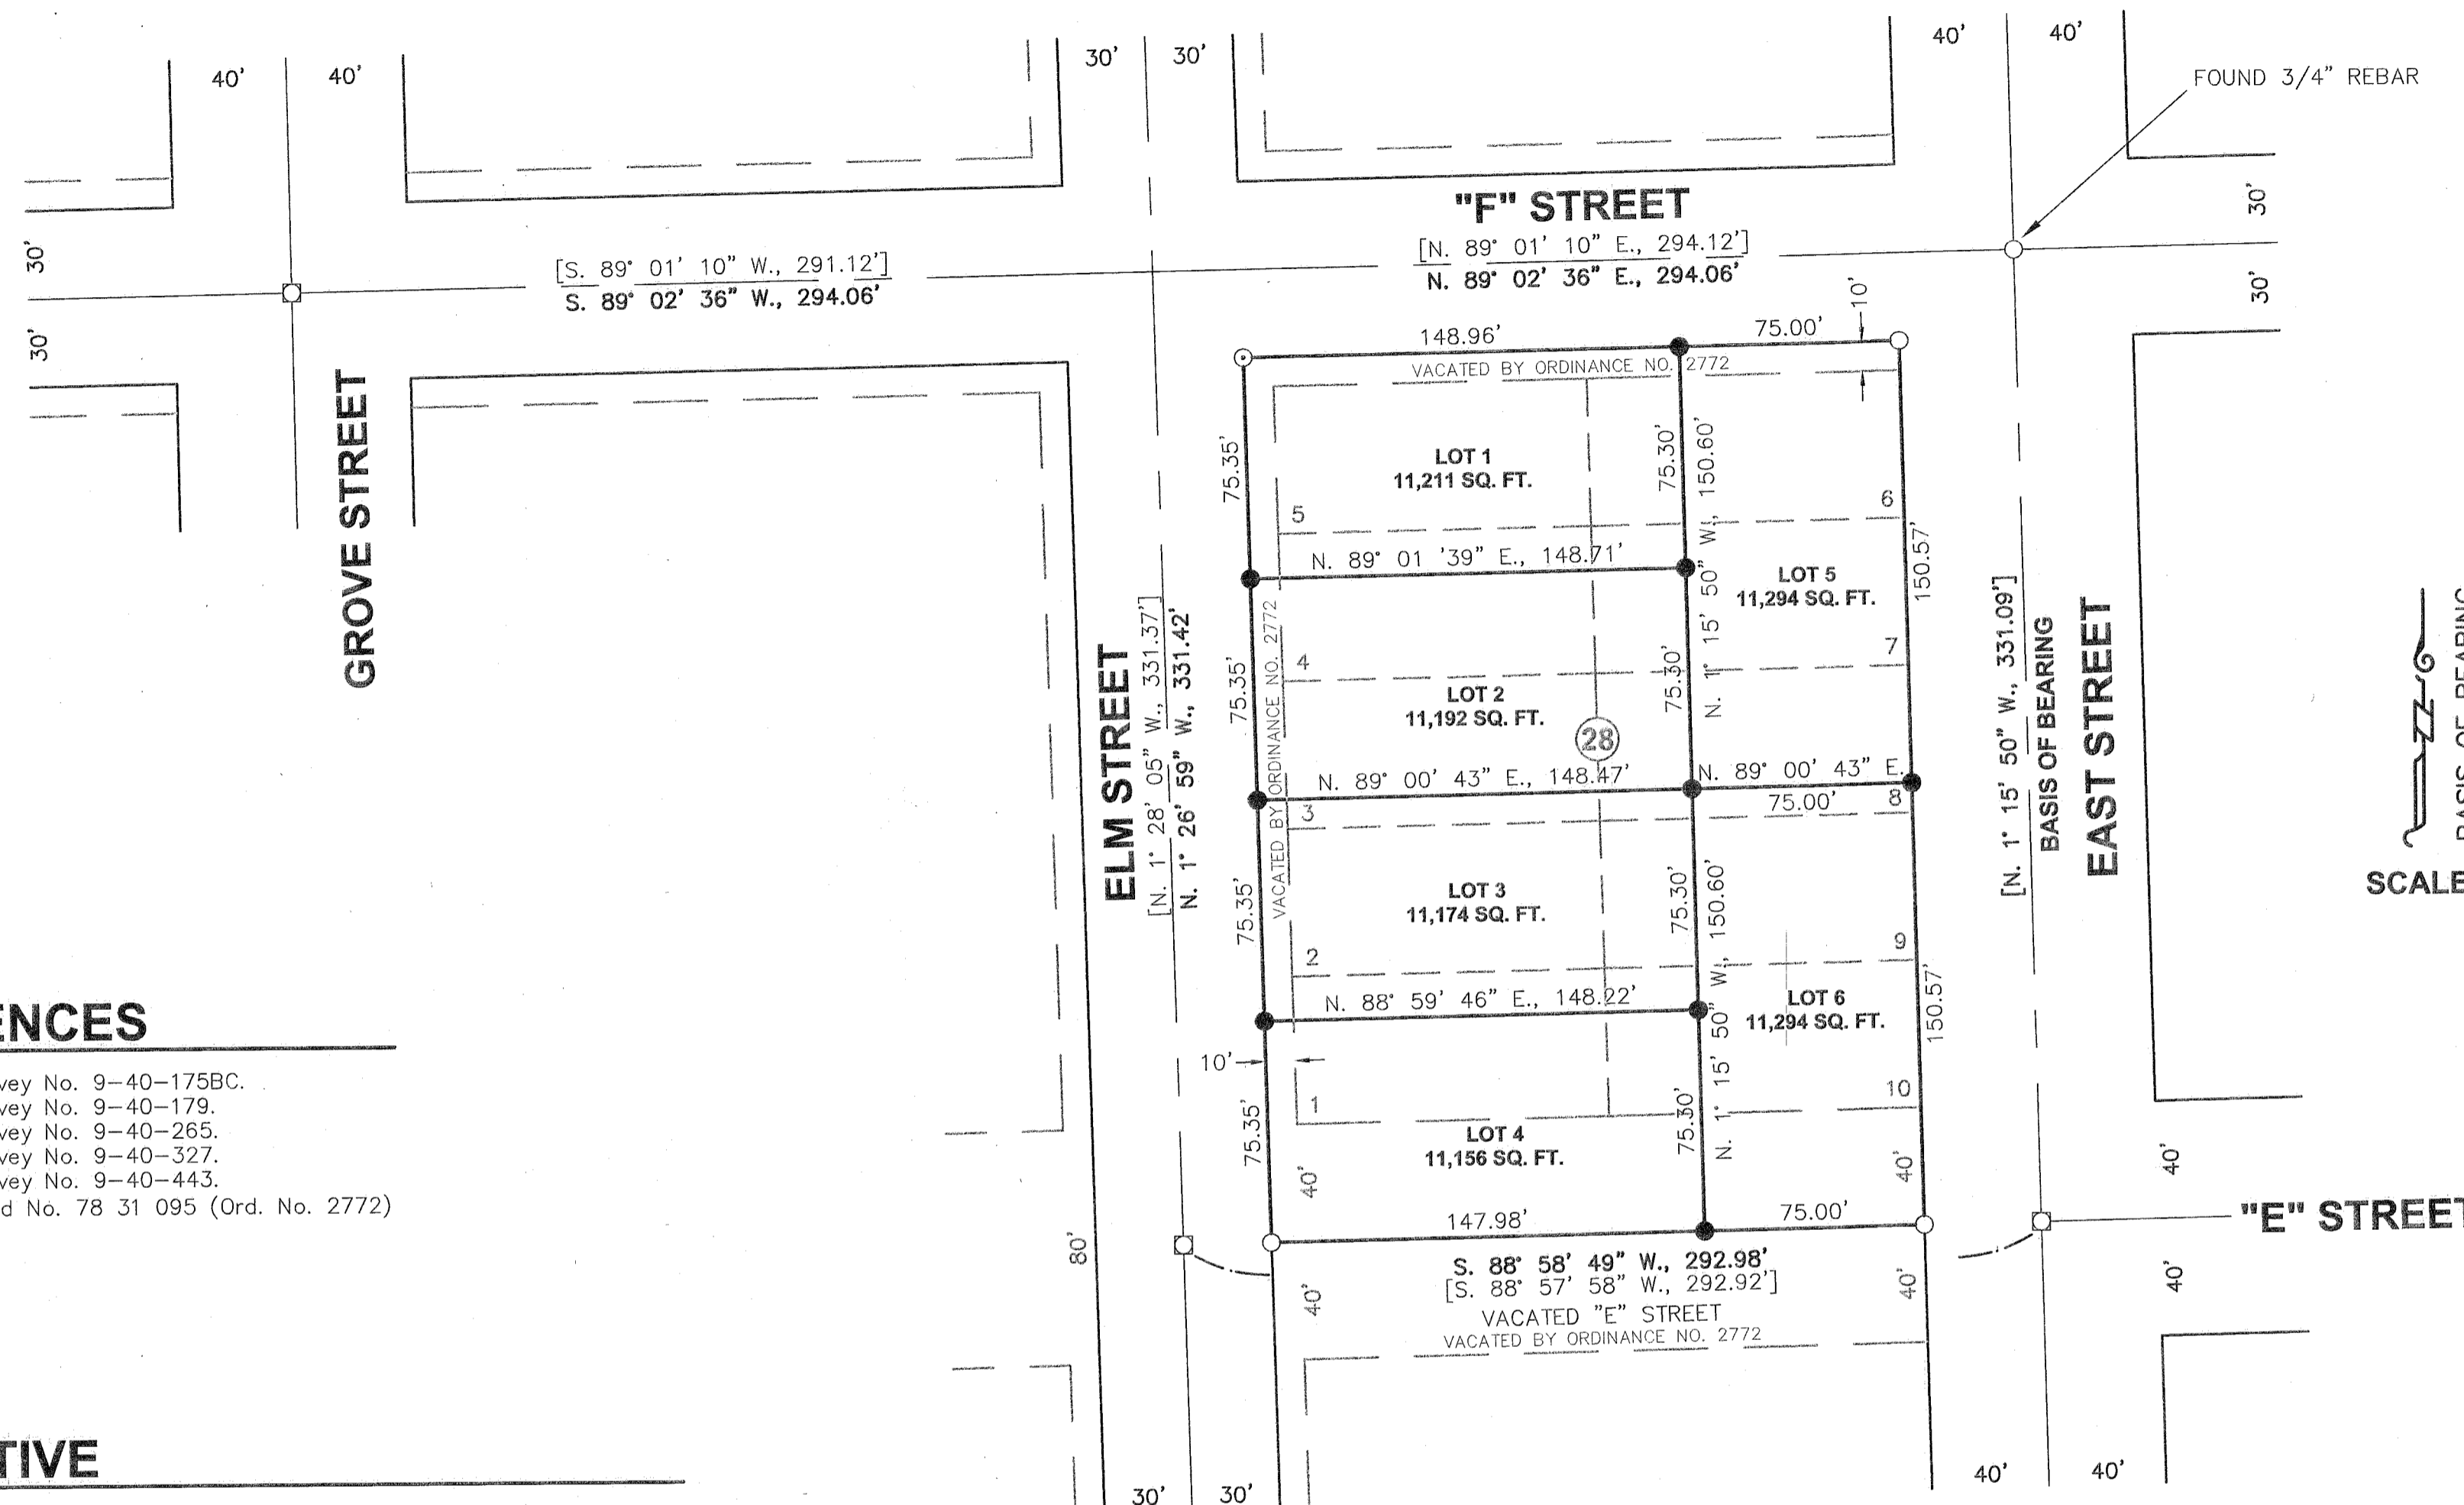 40' 40'
30' 30'
40' 40'
FOUND 3/4" REBAR
"F" STREET
30'
30'
[S. 89° 01' 10" W., 291.12']
S. 89° 02' 36" W., 294.06'
[N. 89° 01' 10" E., 294.12']
N. 89° 02' 36" E., 294.06'
30'
30'
10'
148.96'
75.00'
VACATED BY ORDINANCE NO. 2772
GROVE STREET
75.35'
LOT 1
11,211 SQ. FT.
75.30'
N. 1° 15' 50" W., 150.60'
6
5
N. 89° 01 '39" E., 148.71'
LOT 5
11,294 SQ. FT.
150.57'
ELM STREET
[N. 1° 28' 05" W., 331.37']
N. 1° 26' 59" W., 331.42'
75.35'
VACATED BY ORDINANCE NO. 2772
4
LOT 2
11,192 SQ. FT.
75.30'
7
28
[N. 1° 15' 50" W., 331.09']
BASIS OF BEARING
EAST STREET
BASIS OF BEARING
SCALE
N. 89° 00' 43" E., 148.47'
N. 89° 00' 43" E.
75.00'
3
8
75.35'
LOT 3
11,174 SQ. FT.
75.30'
N. 1° 15' 50" W., 150.60'
2
9
N. 88° 59' 46" E., 148.22'
LOT 6
11,294 SQ. FT.
150.57'
10'
ENCES
vey No. 9-40-175BC.
vey No. 9-40-179.
vey No. 9-40-265.
vey No. 9-40-327.
vey No. 9-40-443.
d No. 78 31 095 (Ord. No. 2772)
75.35'
1
LOT 4
11,156 SQ. FT.
75.30'
10
40'
40'
40'
80'
147.98'
75.00'
"E" STREET
S. 88° 58' 49" W., 292.98'
[S. 88° 57' 58" W., 292.92']
VACATED "E" STREET
VACATED BY ORDINANCE NO. 2772
40'
40'
40'
TIVE
30' 30'
40' 40'